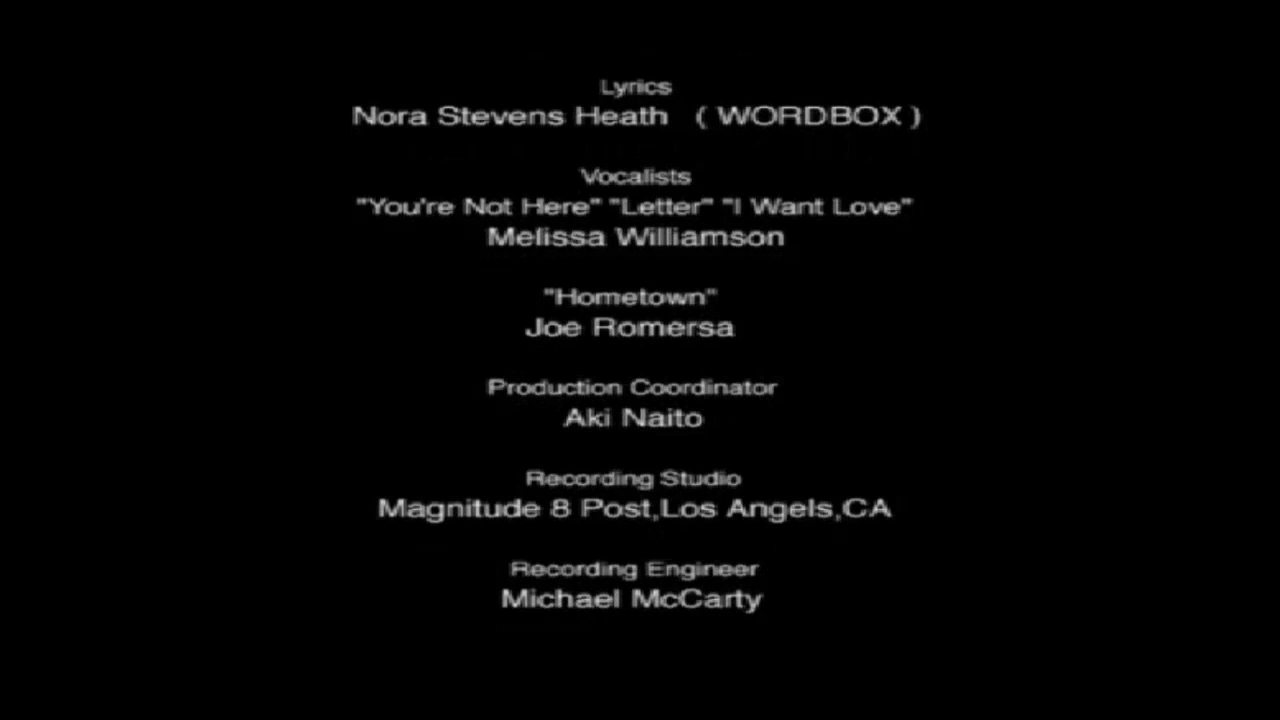 Lyrics
Nora Stevens Heath ( WORDBOX )
Vocalists
"You're Not Here" "Letter" "I Want Love"
Melissa Williamson
"Hometown"
Joe Romersa
Production Coordinator
Aki Naito
Recording Studio
Magnitude 8 Post,Los Angels,CA
Recording Engineer
Michael McCarty